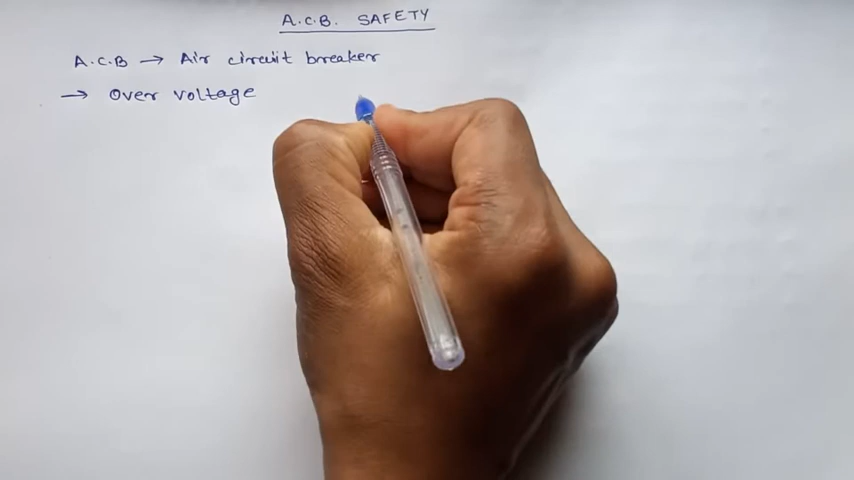 A.C.B. SAFETY
A.C.B → Air circuit breaker
→ Over voltage